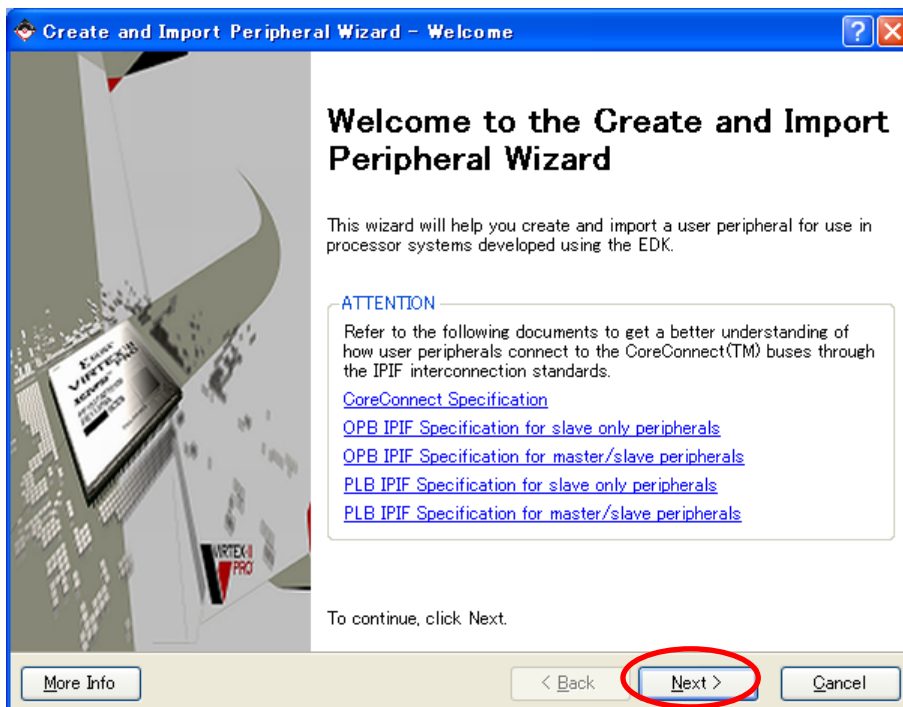 Create and Import Peripheral Wizard - Welcome
Welcome to the Create and Import
Peripheral Wizard
This wizard will help you create and import a user peripheral for use in
processor systems developed using the EDK.
ATTENTION
Refer to the following documents to get a better understanding of
how user peripherals connect to the CoreConnect(TM) buses through
the IPIF interconnection standards.
CoreConnect Specification
OPB IPIF Specification for slave only peripherals
OPB IPIF Specification for master/slave peripherals
PLB IPIF Specification for slave only peripherals
PLB IPIF Specification for master/slave peripherals
VIRTEX-II
PRO
To continue, click Next.
More Info
< Back
Next >
Cancel